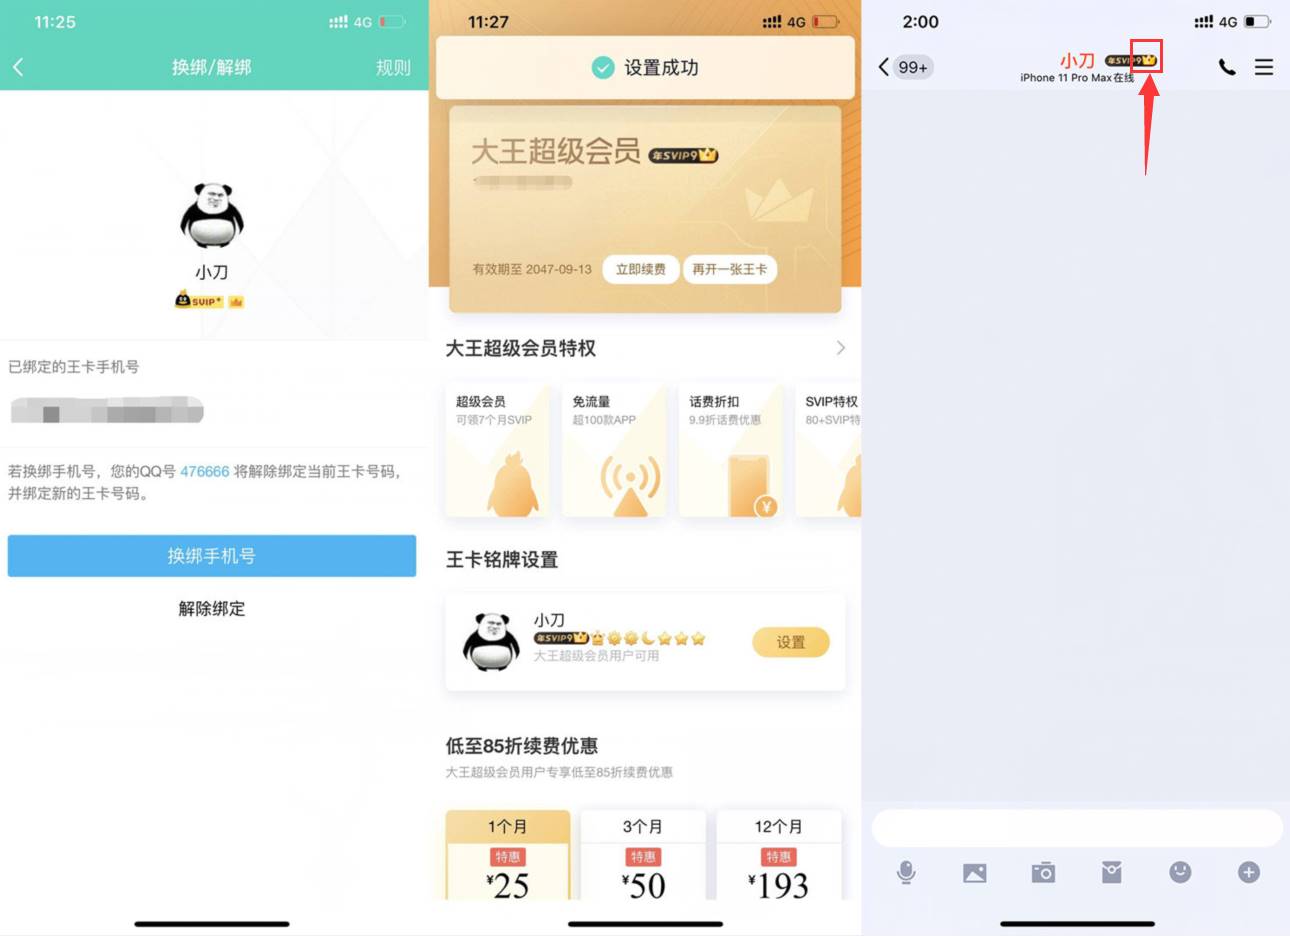 11:25
4G
换绑/解绑
规则
小刀
SVIP+
已绑定的王卡手机号
若换绑手机号，您的QQ号 476666 将解除绑定当前王卡号码，
并绑定新的王卡号码。
换绑手机号
解除绑定
11:27
4G
设置成功
大王超级会员
年SVIP9
有效期至 2047-09-13
立即续费
再开一张王卡
大王超级会员特权
超级会员
可领7个月SVIP
免流量
超100款APP
话费折扣
9.9折话费优惠
¥
SVIP特权
80+SVIP特
王卡铭牌设置
小刀
年SVIP9
大王超级会员用户可用
设置
低至85折续费优惠
大王超级会员用户专享低至85折续费优惠
1个月
特惠
¥25
3个月
特惠
¥50
12个月
特惠
¥193
2:00
4G
99+
小刀
年SVIP9
iPhone 11 Pro Max在线